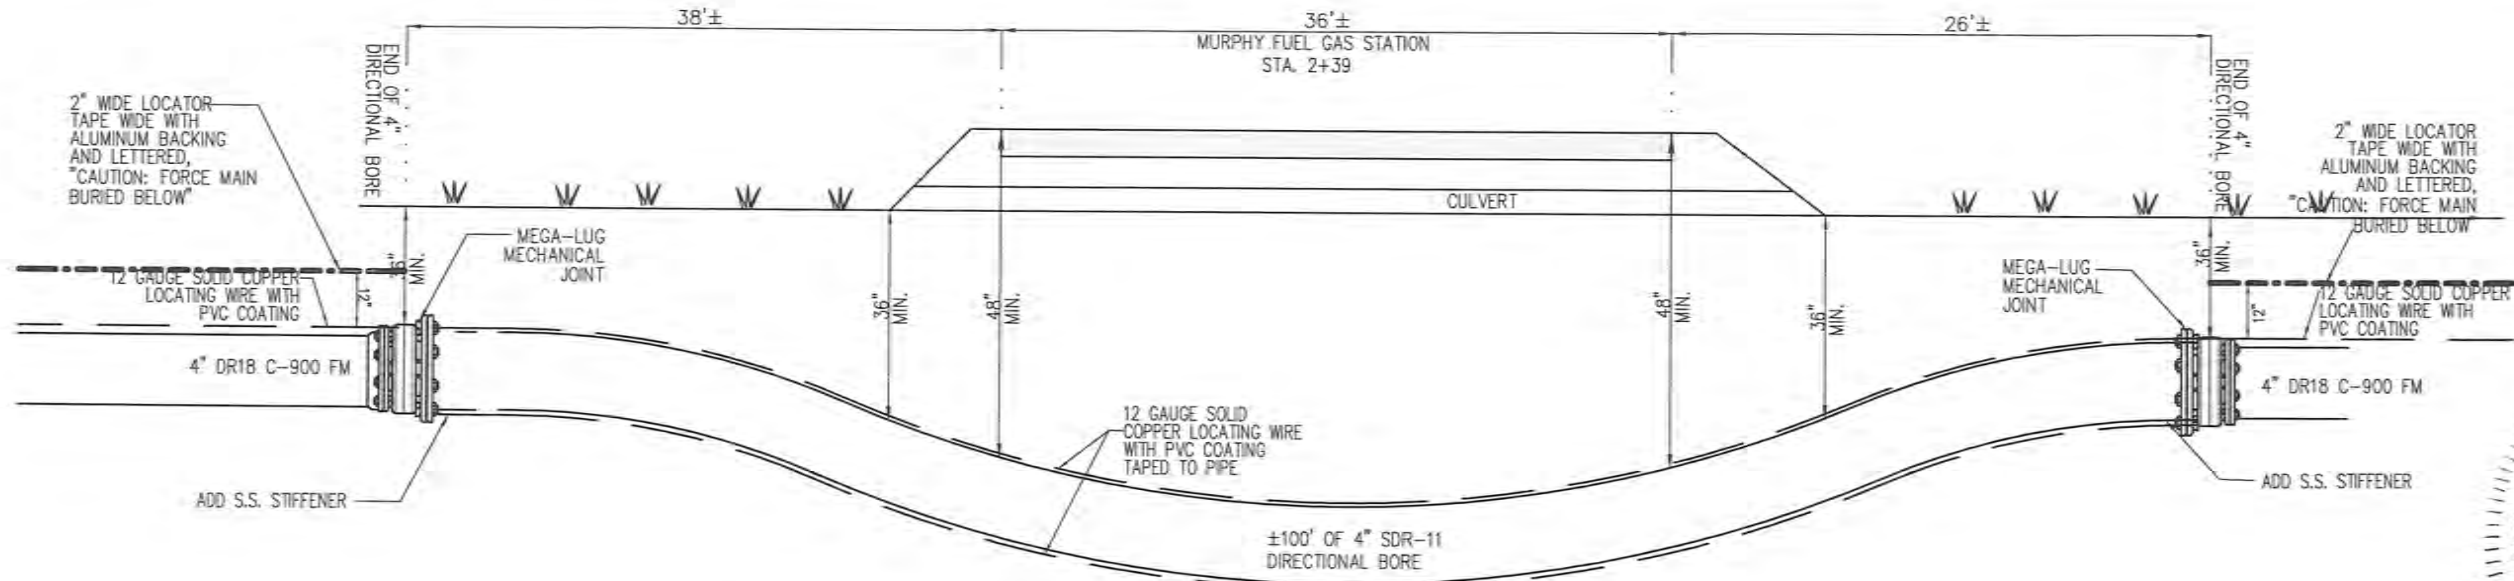 38'±
36'±
26'±
MURPHY FUEL GAS STATION
STA. 2+39
END OF 4"
DIRECTIONAL BORE
END OF 4"
DIRECTIONAL BORE
2" WIDE LOCATOR
TAPE WIDE WITH
ALUMINUM BACKING
AND LETTERED,
"CAUTION: FORCE MAIN
BURIED BELOW"
2" WIDE LOCATOR
TAPE WIDE WITH
ALUMINUM BACKING
AND LETTERED,
"CAUTION: FORCE MAIN
BURIED BELOW"
CULVERT
MEGA-LUG
MECHANICAL
JOINT
36"
MIN.
12 GAUGE SOLID COPPER
LOCATING WIRE WITH
PVC COATING
12"
36"
MIN.
48"
MIN.
48"
MIN.
36"
MIN.
MEGA-LUG
MECHANICAL
JOINT
36"
MIN.
12"
12 GAUGE SOLID COPPER
LOCATING WIRE WITH
PVC COATING
4" DR18 C-900 FM
4" DR18 C-900 FM
12 GAUGE SOLID
COPPER LOCATING WIRE
WITH PVC COATING
TAPED TO PIPE
ADD S.S. STIFFENER
ADD S.S. STIFFENER
±100' OF 4" SDR-11
DIRECTIONAL BORE